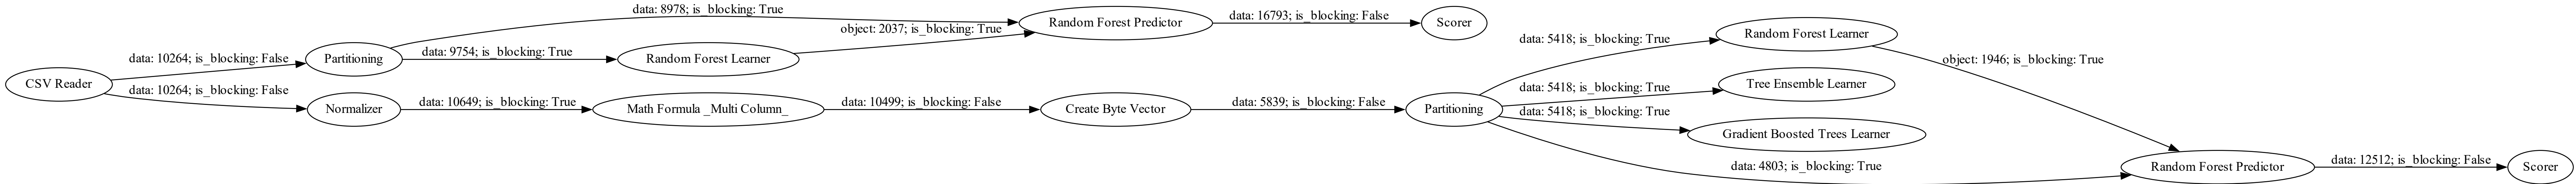 CSV Reader
data: 10264; is_blocking: False
data: 10264; is_blocking: False
Partitioning
Normalizer
data: 8978; is_blocking: True
data: 9754; is_blocking: True
data: 10649; is_blocking: True
Random Forest Learner
Math Formula _Multi Column_
object: 2037; is_blocking: True
data: 10499; is_blocking: False
Random Forest Predictor
Create Byte Vector
data: 16793; is_blocking: False
data: 5839; is_blocking: False
Scorer
Partitioning
data: 5418; is_blocking: True
data: 5418; is_blocking: True
data: 5418; is_blocking: True
data: 4803; is_blocking: True
Random Forest Learner
Tree Ensemble Learner
Gradient Boosted Trees Learner
object: 1946; is_blocking: True
Random Forest Predictor
data: 12512; is_blocking: False
Scorer